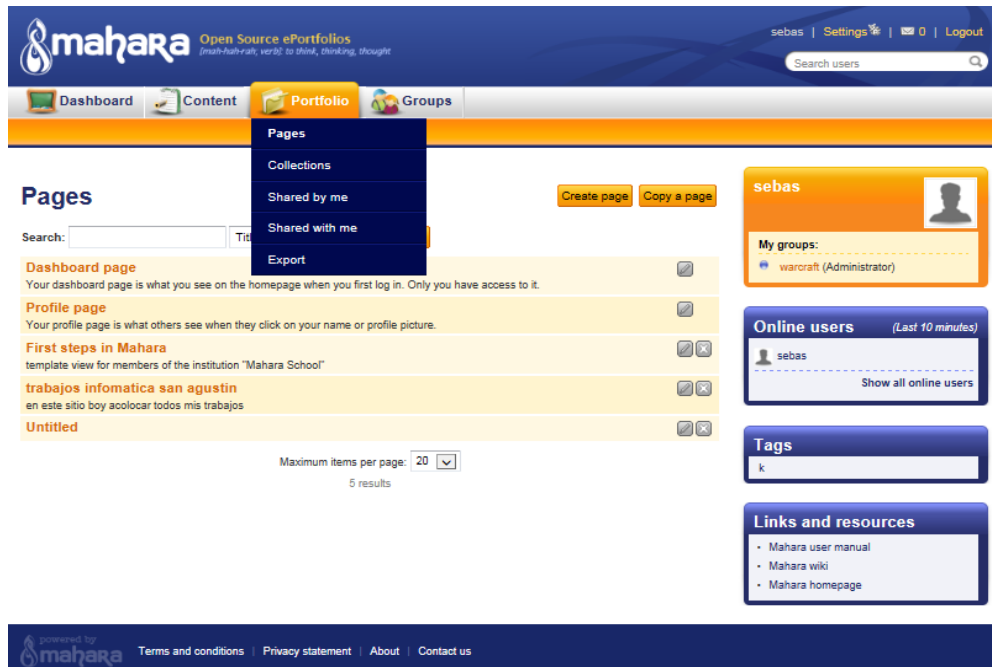 mahara Open Source ePortfolios
[mah-hah-rah; verb]: to think, thinking, thought
sebas | Settings | 0 | Logout
Search users
Dashboard Content Portfolio Groups
Pages
Collections
Shared by me
Shared with me
Export
Pages
Create page Copy a page
Search:
Dashboard page
Your dashboard page is what you see on the homepage when you first log in. Only you have access to it.
Profile page
Your profile page is what others see when they click on your name or profile picture.
First steps in Mahara
template view for members of the institution "Mahara School"
trabajos infomatica san agustin
en este sitio boy acolocar todos mis trabajos
Untitled
Maximum items per page: 20
5 results
sebas
My groups:
warcraft (Administrator)
Online users (Last 10 minutes)
sebas
Show all online users
Tags
k
Links and resources
Mahara user manual
Mahara wiki
Mahara homepage
powered by
mahara
Terms and conditions | Privacy statement | About | Contact us